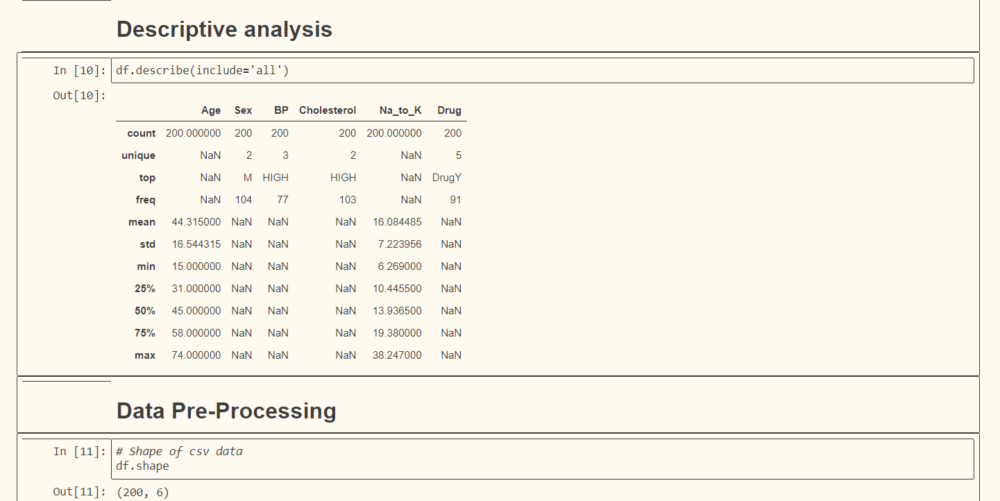 Descriptive analysis
In [10]: df.describe(include='all')
Out[10]:
Age Sex BP Cholesterol Na_to_K Drug
count 200.000000 200 200 200 200.000000 200
unique NaN 2 3 2 NaN 5
top NaN M HIGH HIGH NaN DrugY
freq NaN 104 77 103 NaN 91
mean 44.315000 NaN NaN NaN 16.084485 NaN
std 16.544315 NaN NaN NaN 7.223956 NaN
min 15.000000 NaN NaN NaN 6.269000 NaN
25% 31.000000 NaN NaN NaN 10.445500 NaN
50% 45.000000 NaN NaN NaN 13.936500 NaN
75% 58.000000 NaN NaN NaN 19.380000 NaN
max 74.000000 NaN NaN NaN 38.247000 NaN
Data Pre-Processing
In [11]: # Shape of csv data
df.shape
Out[11]: (200, 6)